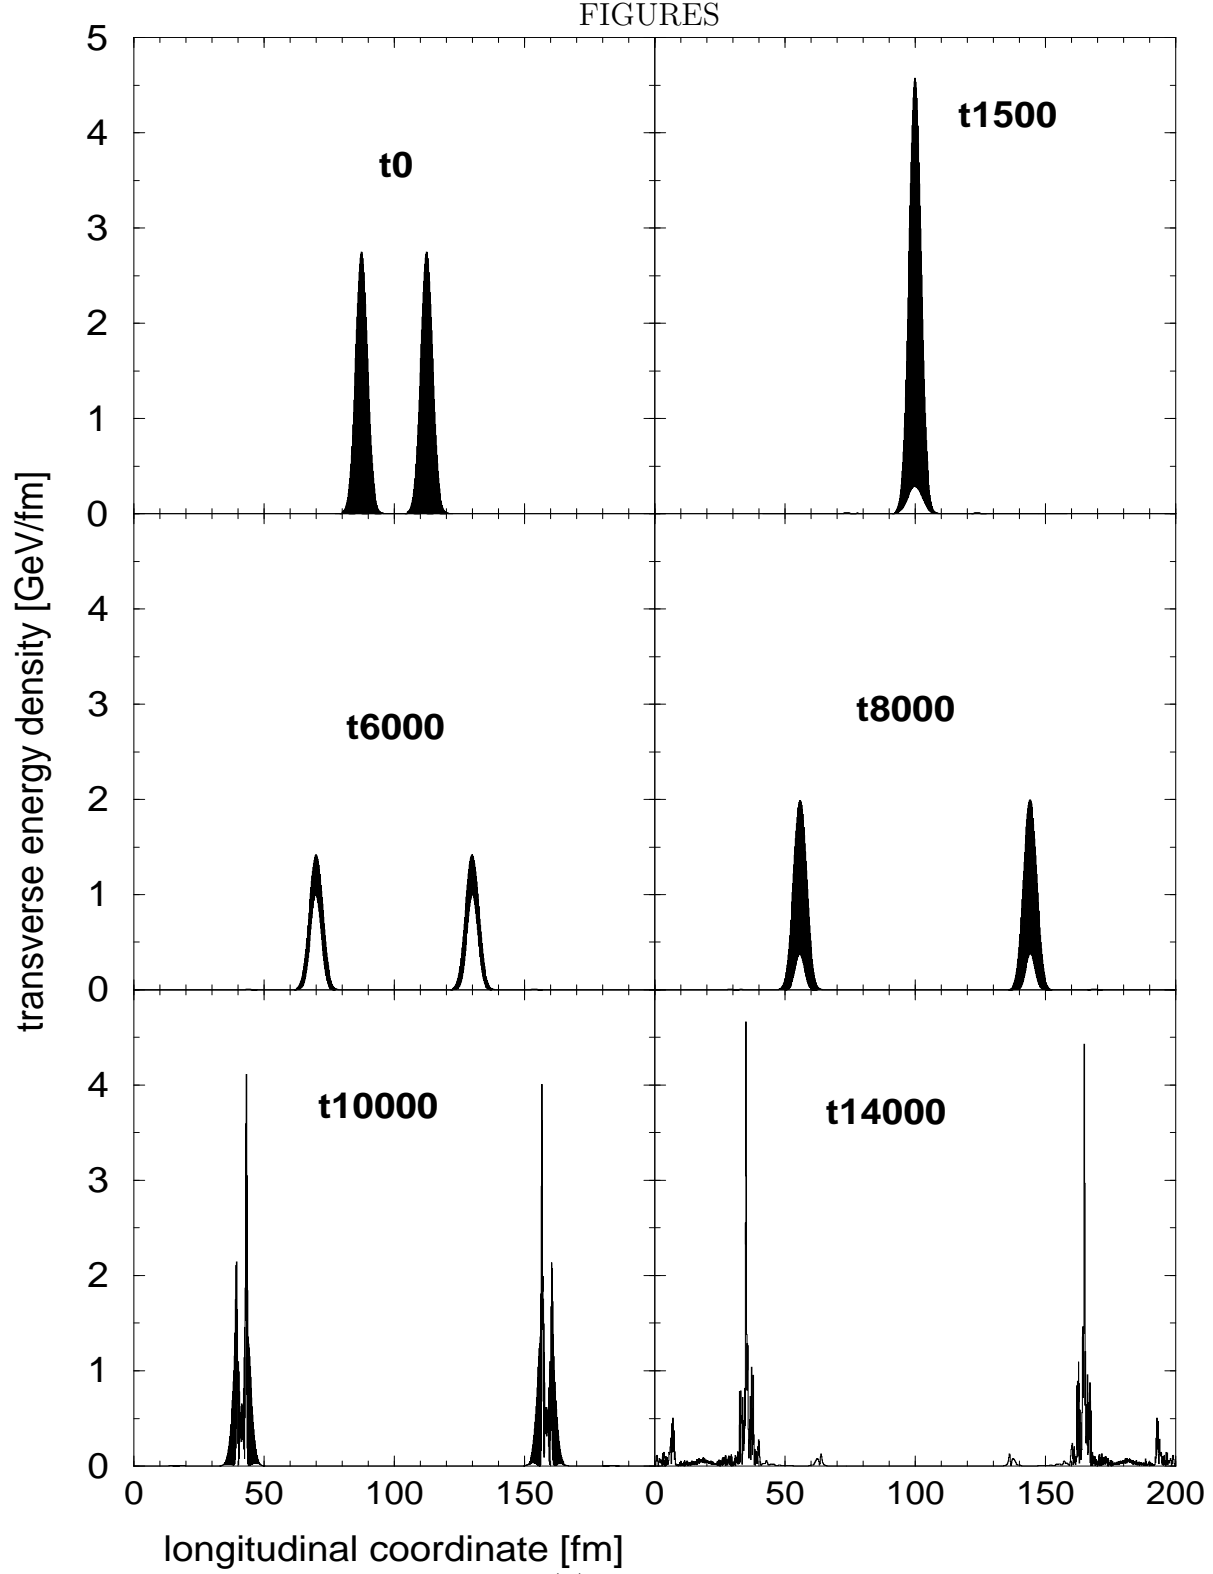 FIGURES
5
4
3
2
1
0
t0
t1500
4
3
2
1
0
t6000
t8000
transverse energy density [GeV/fm]
4
3
2
1
0
t10000
t14000
0 50 100 150 0 50 100 150 200
longitudinal coordinate [fm]